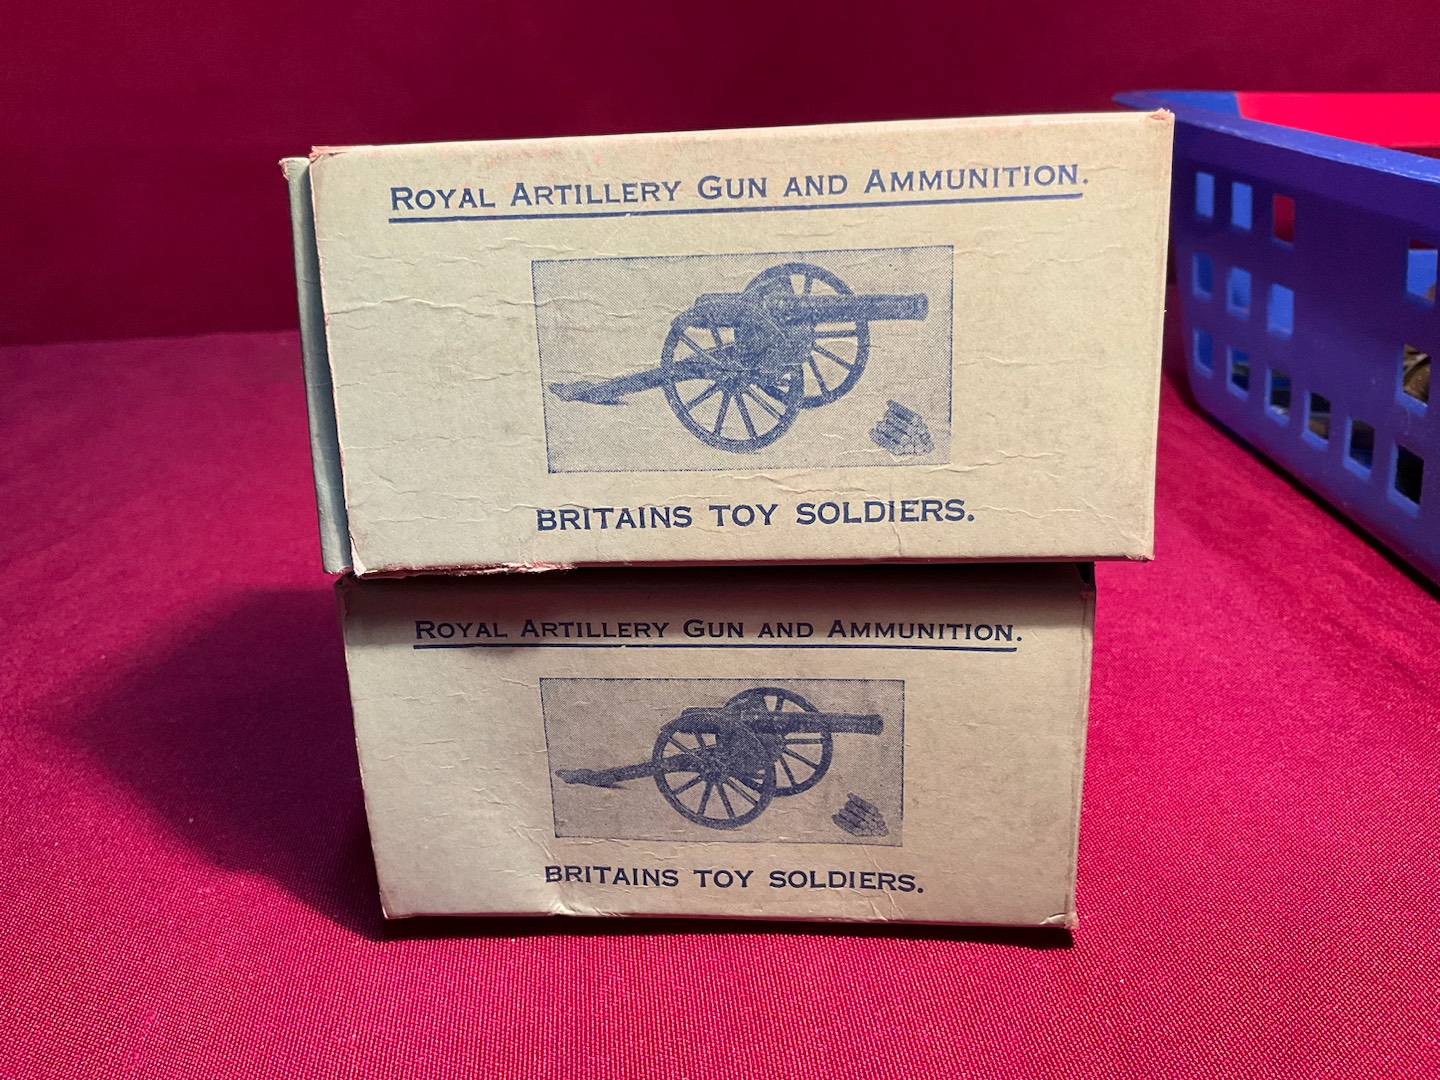 ROYAL ARTILLERY GUN AND AMMUNITION.
BRITAINS TOY SOLDIERS.
ROYAL ARTILLERY GUN AND AMMUNITION.
BRITAINS TOY SOLDIERS.